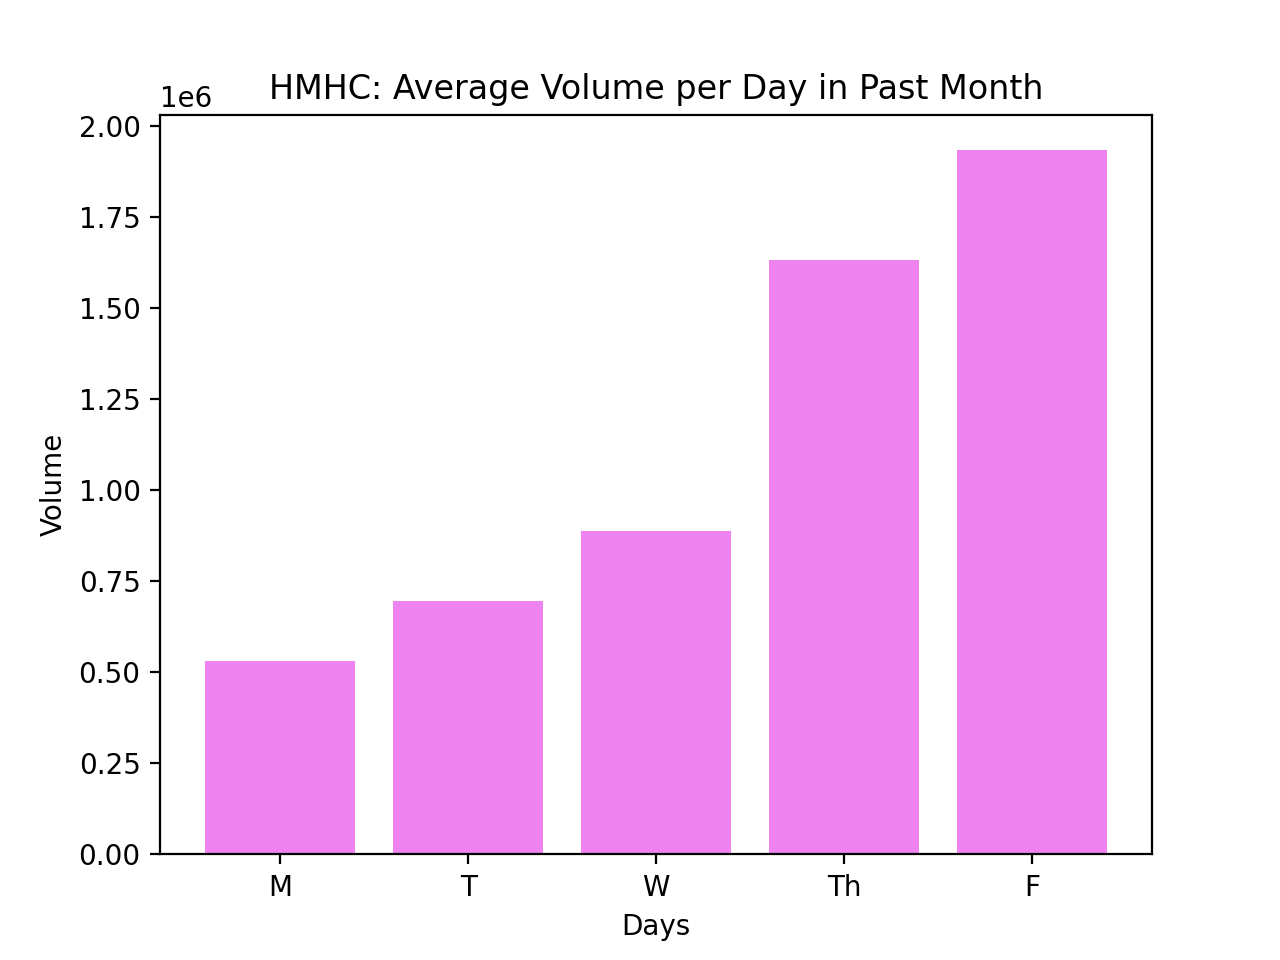 HMHC: Average Volume per Day in Past Month
1e6
2.00
1.75
1.50
1.25
1.00
0.75
0.50
0.25
0.00
Volume
M T W Th F
Days